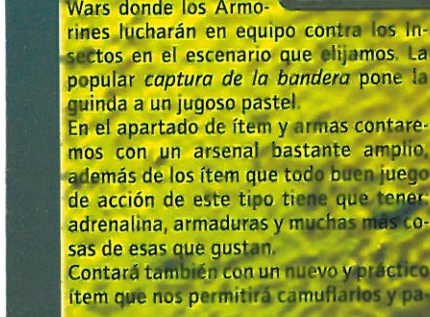 Wars donde los Armo-
rines lucharán en equipo contra los In-
sectos en el escenario que elijamos. La
popular captura de la bandera pone la
guinda a un jugoso pastel.
En el apartado de ítem y armas contare-
mos con un arsenal bastante amplio,
además de los ítem que todo buen juego
de acción de este tipo tiene que tener:
adrenalina, armaduras y muchas más co-
sas de esas que gustan.
Contará también con un nuevo y práctico
ítem que nos permitirá camuflarlos y pa-